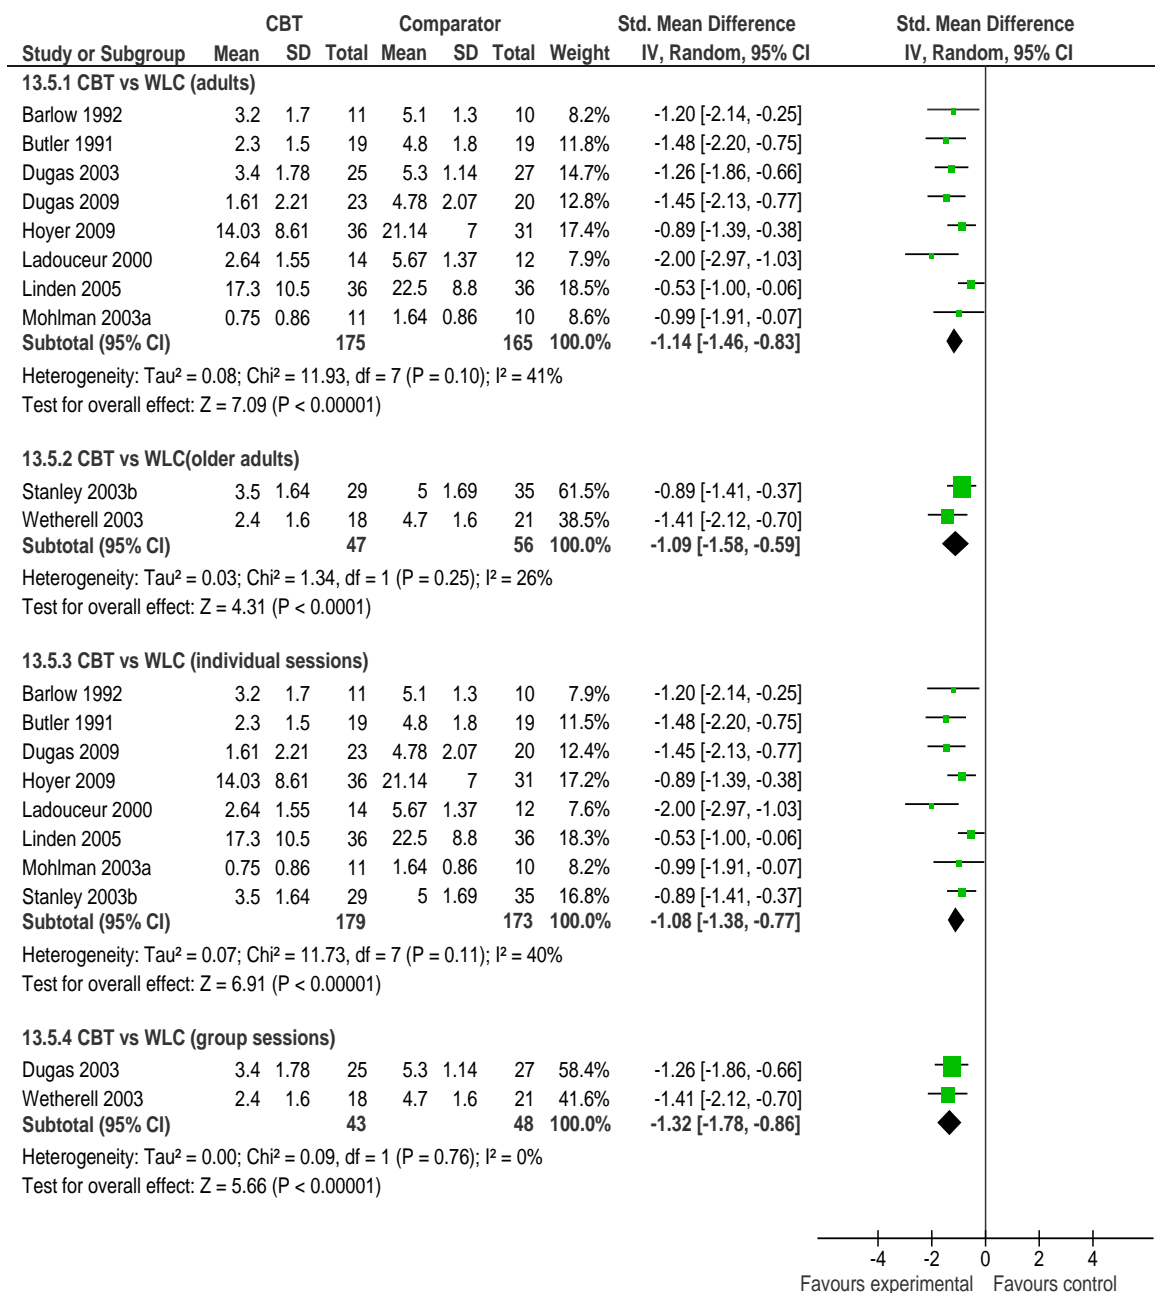 CBT Comparator Std. Mean Difference Std. Mean Difference
Study or Subgroup Mean SD Total Mean SD Total Weight IV, Random, 95% CI IV, Random, 95% CI
13.5.1 CBT vs WLC (adults)
Barlow 1992 3.2 1.7 11 5.1 1.3 10 8.2% -1.20 [-2.14, -0.25]
Butler 1991 2.3 1.5 19 4.8 1.8 19 11.8% -1.48 [-2.20, -0.75]
Dugas 2003 3.4 1.78 25 5.3 1.14 27 14.7% -1.26 [-1.86, -0.66]
Dugas 2009 1.61 2.21 23 4.78 2.07 20 12.8% -1.45 [-2.13, -0.77]
Hoyer 2009 14.03 8.61 36 21.14 7 31 17.4% -0.89 [-1.39, -0.38]
Ladouceur 2000 2.64 1.55 14 5.67 1.37 12 7.9% -2.00 [-2.97, -1.03]
Linden 2005 17.3 10.5 36 22.5 8.8 36 18.5% -0.53 [-1.00, -0.06]
Mohlman 2003a 0.75 0.86 11 1.64 0.86 10 8.6% -0.99 [-1.91, -0.07]
Subtotal (95% CI) 175 165 100.0% -1.14 [-1.46, -0.83]
Heterogeneity: Tau² = 0.08; Chi² = 11.93, df = 7 (P = 0.10); I² = 41%
Test for overall effect: Z = 7.09 (P < 0.00001)
13.5.2 CBT vs WLC(older adults)
Stanley 2003b 3.5 1.64 29 5 1.69 35 61.5% -0.89 [-1.41, -0.37]
Wetherell 2003 2.4 1.6 18 4.7 1.6 21 38.5% -1.41 [-2.12, -0.70]
Subtotal (95% CI) 47 56 100.0% -1.09 [-1.58, -0.59]
Heterogeneity: Tau² = 0.03; Chi² = 1.34, df = 1 (P = 0.25); I² = 26%
Test for overall effect: Z = 4.31 (P < 0.0001)
13.5.3 CBT vs WLC (individual sessions)
Barlow 1992 3.2 1.7 11 5.1 1.3 10 7.9% -1.20 [-2.14, -0.25]
Butler 1991 2.3 1.5 19 4.8 1.8 19 11.5% -1.48 [-2.20, -0.75]
Dugas 2009 1.61 2.21 23 4.78 2.07 20 12.4% -1.45 [-2.13, -0.77]
Hoyer 2009 14.03 8.61 36 21.14 7 31 17.2% -0.89 [-1.39, -0.38]
Ladouceur 2000 2.64 1.55 14 5.67 1.37 12 7.6% -2.00 [-2.97, -1.03]
Linden 2005 17.3 10.5 36 22.5 8.8 36 18.3% -0.53 [-1.00, -0.06]
Mohlman 2003a 0.75 0.86 11 1.64 0.86 10 8.2% -0.99 [-1.91, -0.07]
Stanley 2003b 3.5 1.64 29 5 1.69 35 16.8% -0.89 [-1.41, -0.37]
Subtotal (95% CI) 179 173 100.0% -1.08 [-1.38, -0.77]
Heterogeneity: Tau² = 0.07; Chi² = 11.73, df = 7 (P = 0.11); I² = 40%
Test for overall effect: Z = 6.91 (P < 0.00001)
13.5.4 CBT vs WLC (group sessions)
Dugas 2003 3.4 1.78 25 5.3 1.14 27 58.4% -1.26 [-1.86, -0.66]
Wetherell 2003 2.4 1.6 18 4.7 1.6 21 41.6% -1.41 [-2.12, -0.70]
Subtotal (95% CI) 43 48 100.0% -1.32 [-1.78, -0.86]
Heterogeneity: Tau² = 0.00; Chi² = 0.09, df = 1 (P = 0.76); I² = 0%
Test for overall effect: Z = 5.66 (P < 0.00001)
-4 -2 0 2 4
Favours experimental Favours control